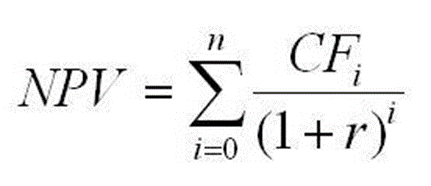 NPV = \sum_{i=0}^{n} \frac{CF_i}{(1+r)^i}